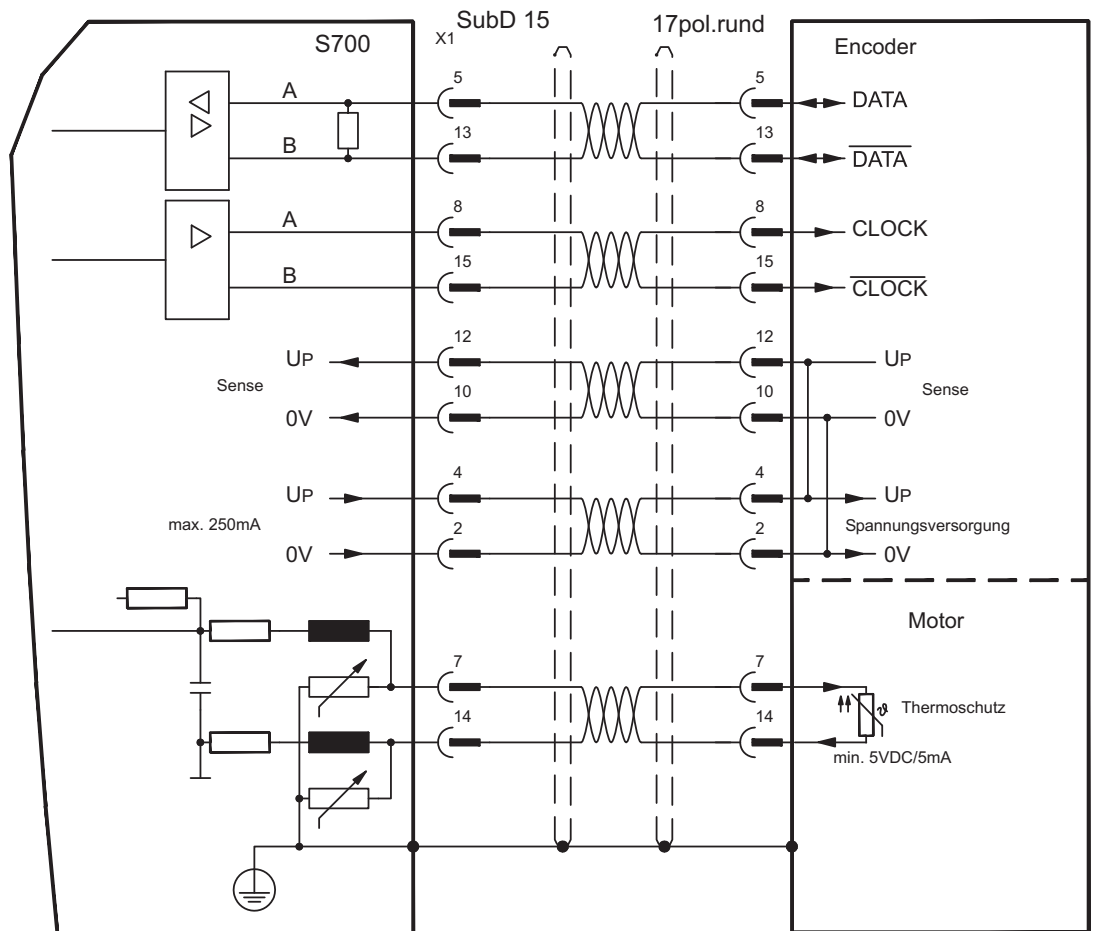 SubD 15
17pol.rund
S700
X1
Encoder
5
5
A
DATA
13
13
B
DATA
8
8
A
CLOCK
15
15
B
CLOCK
12
12
UP
UP
Sense
Sense
10
10
0V
0V
4
4
UP
UP
max. 250mA
Spannungsversorgung
2
2
0V
0V
Motor
7
7
Thermoschutz
ϑ
14
14
min. 5VDC/5mA